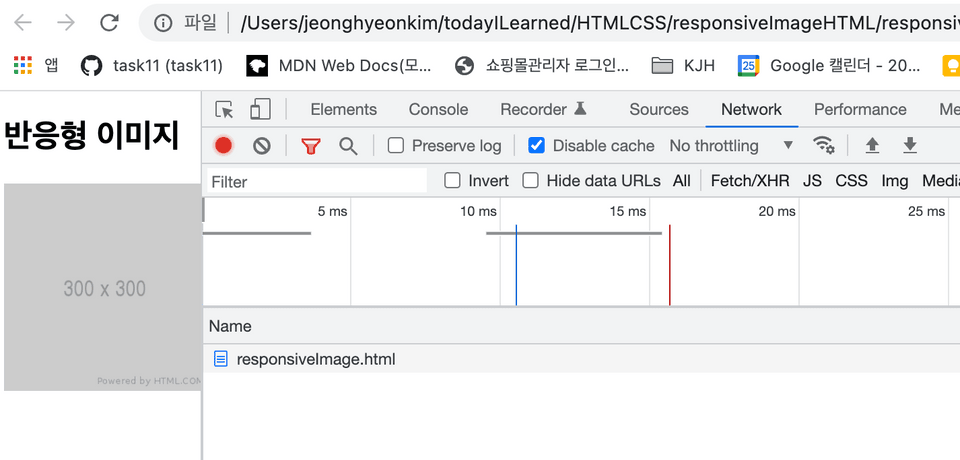 파일 /Users/jeonghyeonkim/todayILearned/HTMLCSS/responsiveImageHTML/responsiv
앱 task11 (task11) MDN Web Docs(모... 쇼핑몰관리자 로그인... KJH 25 Google 캘린더 - 20...
반응형 이미지
300 x 300
Powered by HTML.COM
Elements Console Recorder Sources Network Performance Me
Preserve log Disable cache No throttling
Filter Invert Hide data URLs All Fetch/XHR JS CSS Img Media
5 ms 10 ms 15 ms 20 ms 25 ms
Name
responsiveImage.html